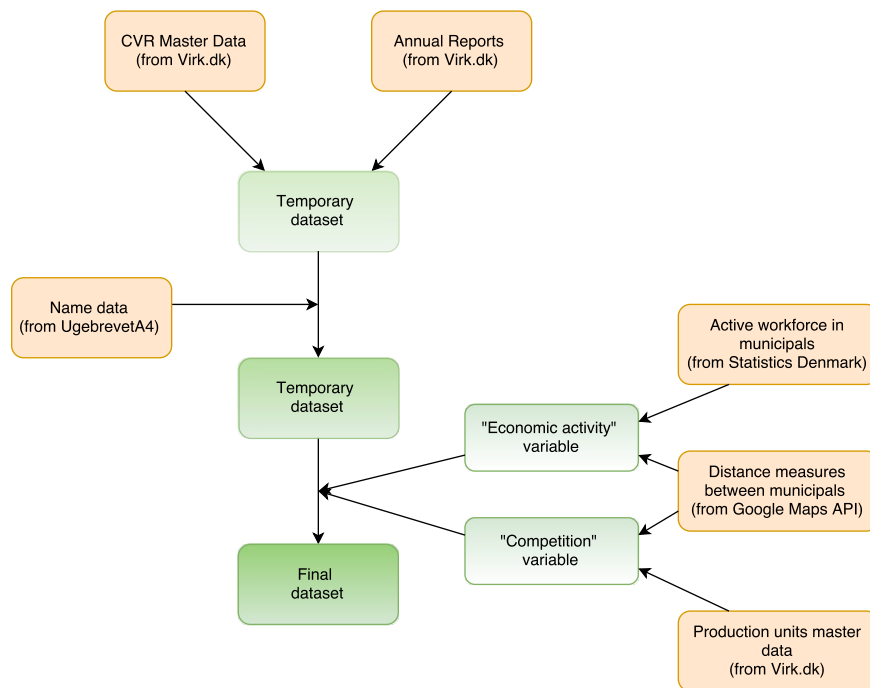 CVR Master Data
(from Virk.dk)
Annual Reports
(from Virk.dk)
Temporary
dataset
Name data
(from UgebrevetA4)
Active workforce in
municipals
(from Statistics Denmark)
Temporary
dataset
"Economic activity"
variable
Distance measures
between municipals
(from Google Maps API)
"Competition"
variable
Final
dataset
Production units master
data
(from Virk.dk)